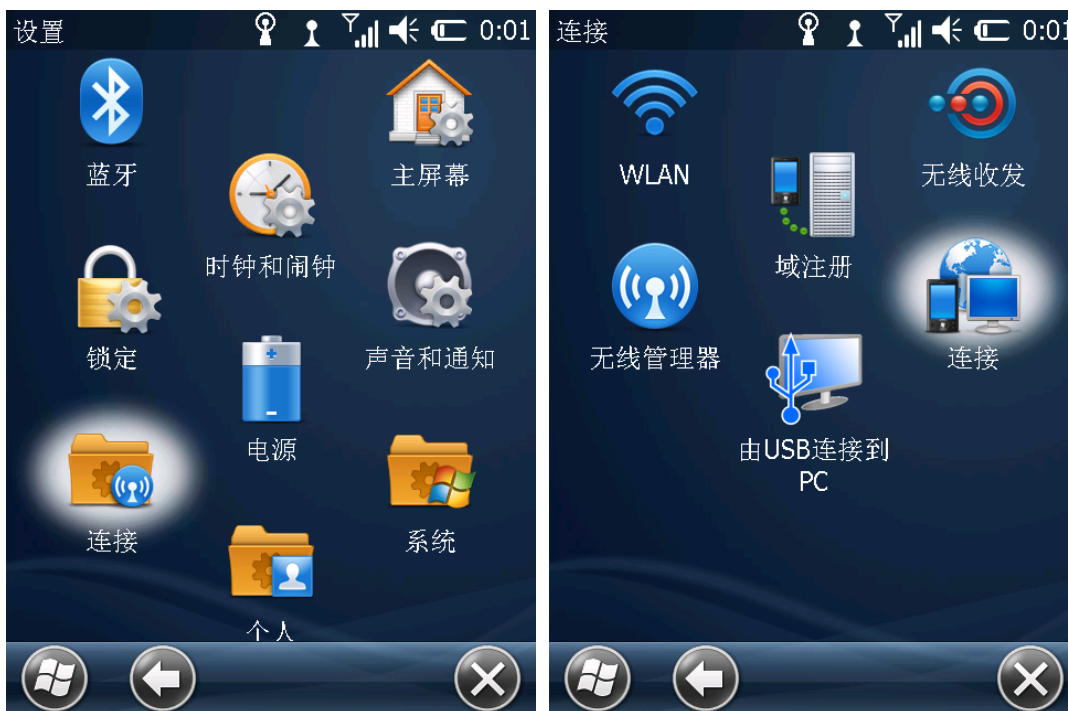 设置
0:01
蓝牙
主屏幕
时钟和闹钟
锁定
声音和通知
电源
连接
系统
个人
连接
0:01
WLAN
无线收发
域注册
无线管理器
连接
由USB连接到
PC